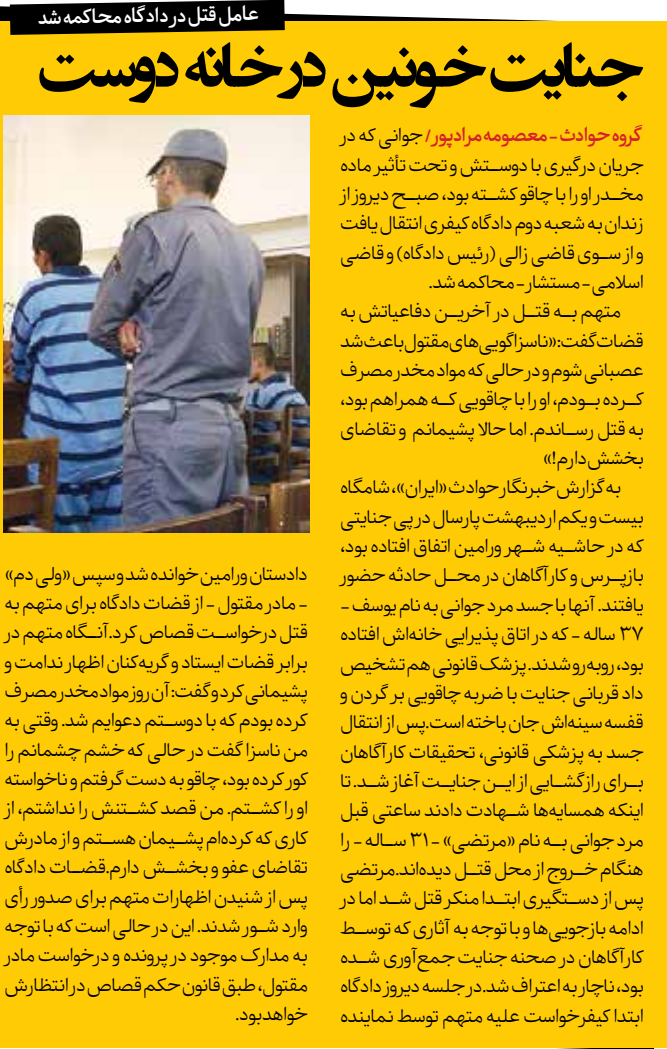 عامل قتل در دادگاه محاکمه شد
جنایت خونین در خانه دوست
گروه حوادث - معصومه مرادپور/ جوانی که در
جریان درگیری با دوستش و تحت تأثیر ماده
مخدر او را با چاقو کشته بود، صبح دیروز از
زندان به شعبه دوم دادگاه کیفری انتقال یافت
و از سوی قاضی زالی (رئیس دادگاه) و قاضی
اسلامی - مستشار - محاکمه شد.
متهم به قتل در آخرین دفاعیاتش به
قضات گفت: «ناسزاگویی‌های مقتول باعث شد
عصبانی شوم و در حالی که مواد مخدر مصرف
کرده بودم، او را با چاقویی که همراهم بود،
به قتل رساندم. اما حالا پشیمانم و تقاضای
بخشش دارم!»
به گزارش خبرنگار حوادث «ایران»، شامگاه
بیست و یکم اردیبهشت پارسال در پی جنایتی
که در حاشیه شهر ورامین اتفاق افتاده بود،
بازپرس و کارآگاهان در محل حادثه حضور
یافتند. آنها با جسد مرد جوانی به نام یوسف -
۳۷ ساله - که در اتاق پذیرایی خانه‌اش افتاده
بود، روبه‌رو شدند. پزشک قانونی هم تشخیص
داد قربانی جنایت با ضربه چاقویی بر گردن و
قفسه سینه‌اش جان باخته است.پس از انتقال
جسد به پزشکی قانونی، تحقیقات کارآگاهان
برای رازگشایی از این جنایت آغاز شد. تا
اینکه همسایه‌ها شهادت دادند ساعتی قبل
مرد جوانی به نام «مرتضی» -۳۱ ساله - را
هنگام خروج از محل قتل دیده‌اند.مرتضی
پس از دستگیری ابتدا منکر قتل شد اما در
ادامه بازجویی‌ها و با توجه به آثاری که توسط
کارآگاهان در صحنه جنایت جمع‌آوری شده
بود، ناچار به اعتراف شد.در جلسه دیروز دادگاه
ابتدا کیفرخواست علیه متهم توسط نماینده
دادستان ورامین خوانده شد و سپس «ولی دم»
- مادر مقتول - از قضات دادگاه برای متهم به
قتل درخواست قصاص کرد. آنگاه متهم در
برابر قضات ایستاد و گریه‌کنان اظهار ندامت و
پشیمانی کرد و گفت: آن روز مواد مخدر مصرف
کرده بودم که با دوستم دعوایم شد. وقتی به
من ناسزا گفت در حالی که خشم چشمانم را
کور کرده بود، چاقو به دست گرفتم و ناخواسته
او را کشتم. من قصد کشتنش را نداشتم، از
کاری که کرده‌ام پشیمان هستم و از مادرش
تقاضای عفو و بخشش دارم.قضات دادگاه
پس از شنیدن اظهارات متهم برای صدور رأی
وارد شور شدند. این در حالی است که با توجه
به مدارک موجود در پرونده و درخواست مادر
مقتول، طبق قانون حکم قصاص در انتظارش
خواهد بود.